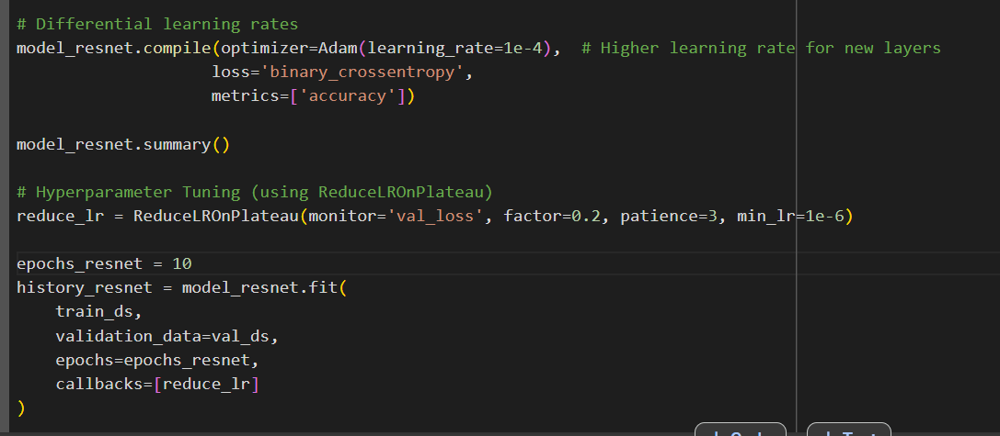 # Differential learning rates
model_resnet.compile(optimizer=Adam(learning_rate=1e-4),  # Higher learning rate for new layers
                    loss='binary_crossentropy',
                    metrics=['accuracy'])
model_resnet.summary()
# Hyperparameter Tuning (using ReduceLROnPlateau)
reduce_lr = ReduceLROnPlateau(monitor='val_loss', factor=0.2, patience=3, min_lr=1e-6)
epochs_resnet = 10
history_resnet = model_resnet.fit(
    train_ds,
    validation_data=val_ds,
    epochs=epochs_resnet,
    callbacks=[reduce_lr]
)